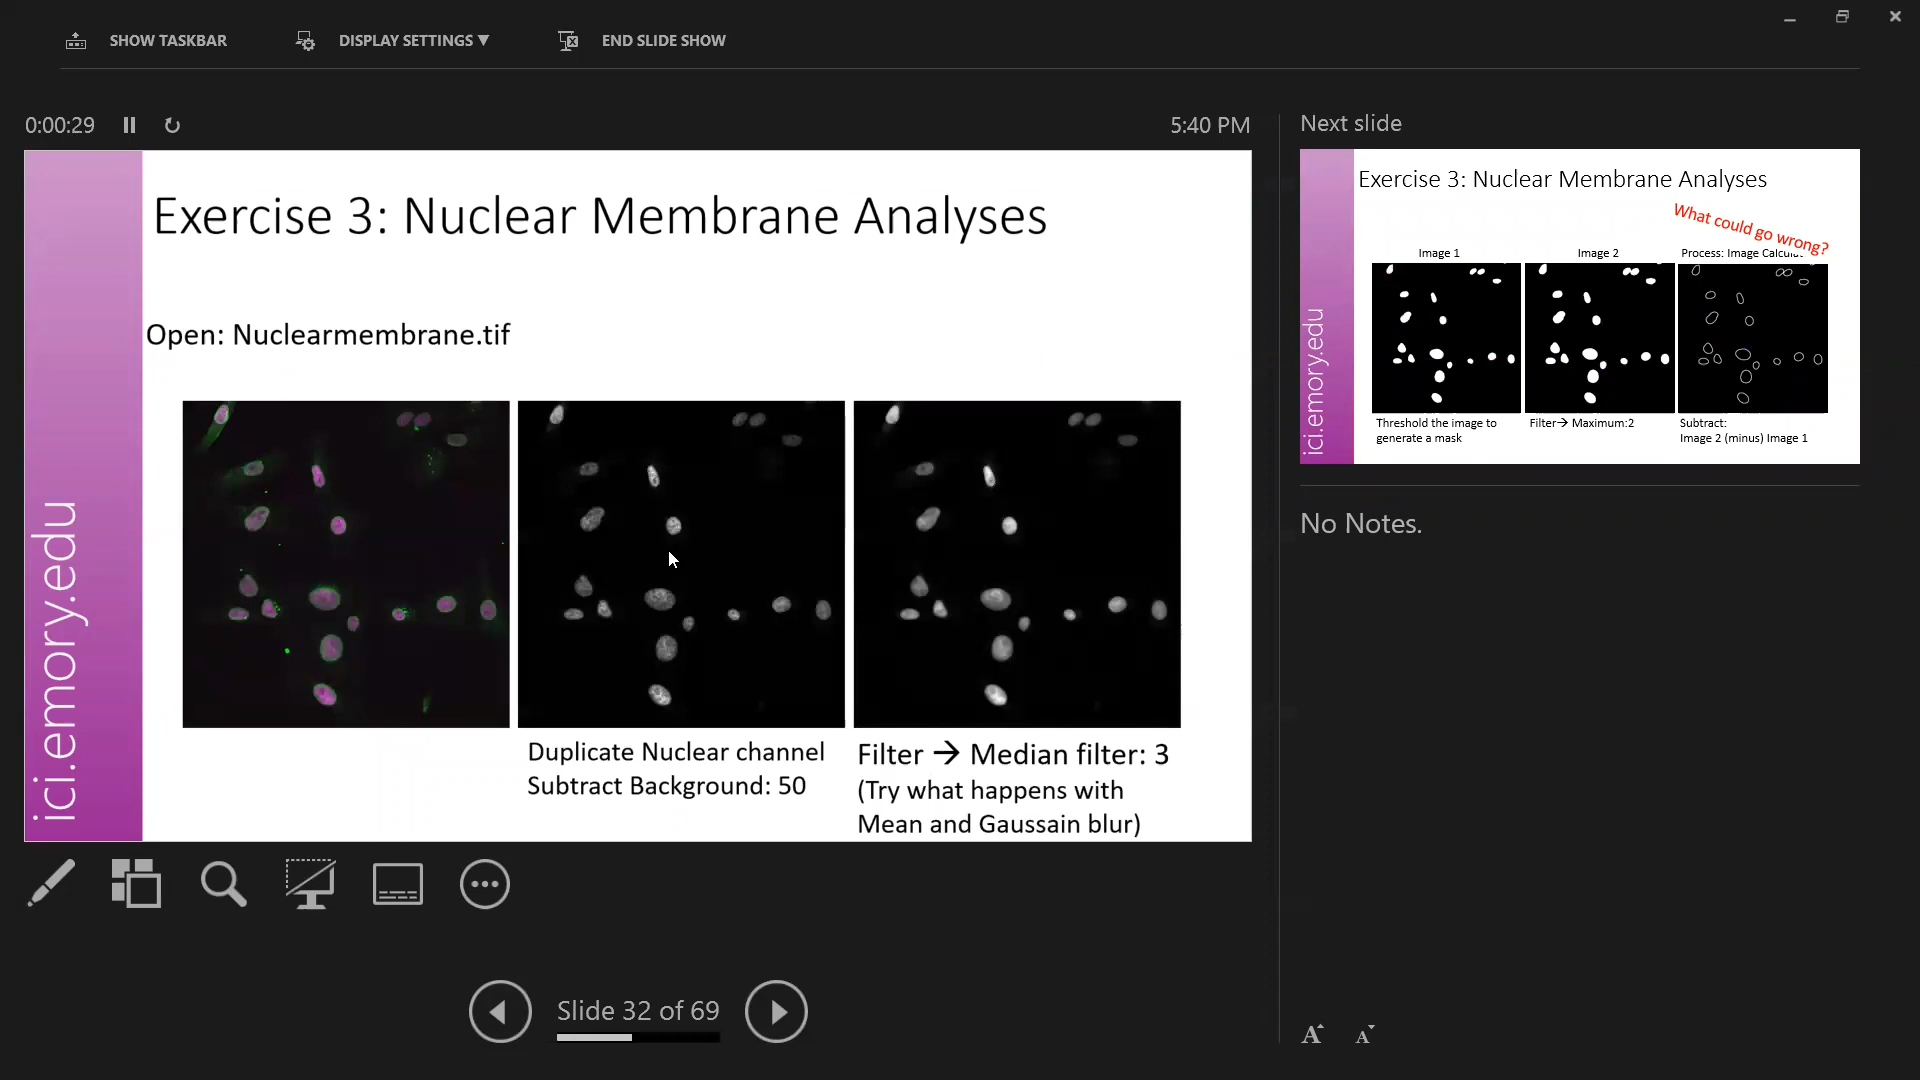 SHOW TASKBAR
DISPLAY SETTINGS ▼
END SLIDE SHOW
0:00:29
5:40 PM
Exercise 3: Nuclear Membrane Analyses
Open: Nuclearmembrane.tif
Duplicate Nuclear channel
Subtract Background: 50
Filter → Median filter: 3
(Try what happens with
Mean and Gaussain blur)
ici.emory.edu
Slide 32 of 69
Next slide
Exercise 3: Nuclear Membrane Analyses
What could go wrong?
Image 1
Image 2
Process: Image
Threshold the image to
generate a mask
Filter→ Maximum:2
Subtract:
Image 2 (minus) Image 1
ici.emory.edu
No Notes.
A
A